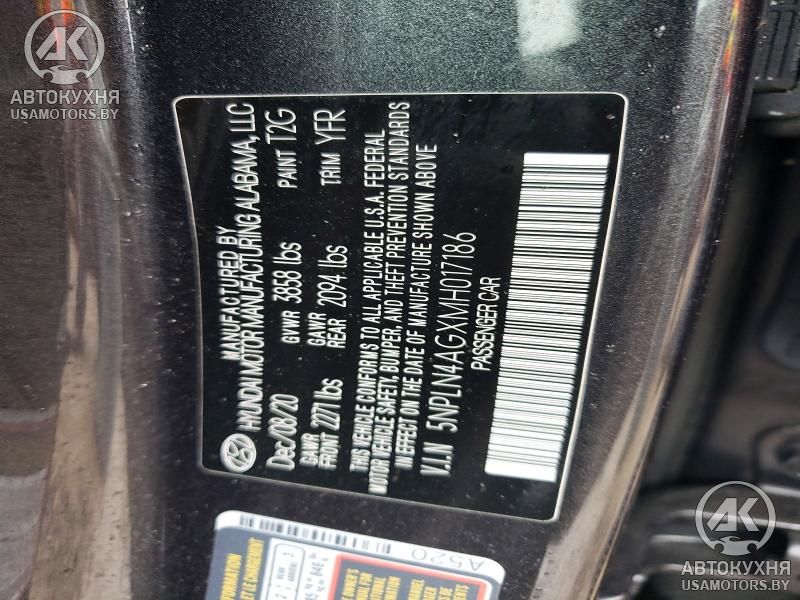 AK
АВТОКУХНЯ
USAMOTORS.BY
MANUFACTURED BY
HYUNDAI MOTOR MANUFACTURING ALABAMA, LLC
Dec/08/20 GVWR 3858 lbs PAINT T2G
GAWR FRONT 2771 lbs GAWR REAR 2094 lbs TRIM YFR
THIS VEHICLE CONFORMS TO ALL APPLICABLE U.S.A. FEDERAL
MOTOR VEHICLE SAFETY, BUMPER, AND THEFT PREVENTION STANDARDS
IN EFFECT ON THE DATE OF MANUFACTURE SHOWN ABOVE
V.I.N 5NPLN4AGXMH017186
PASSENGER CAR
A520
AK
АВТОКУХНЯ
USAMOTORS.BY